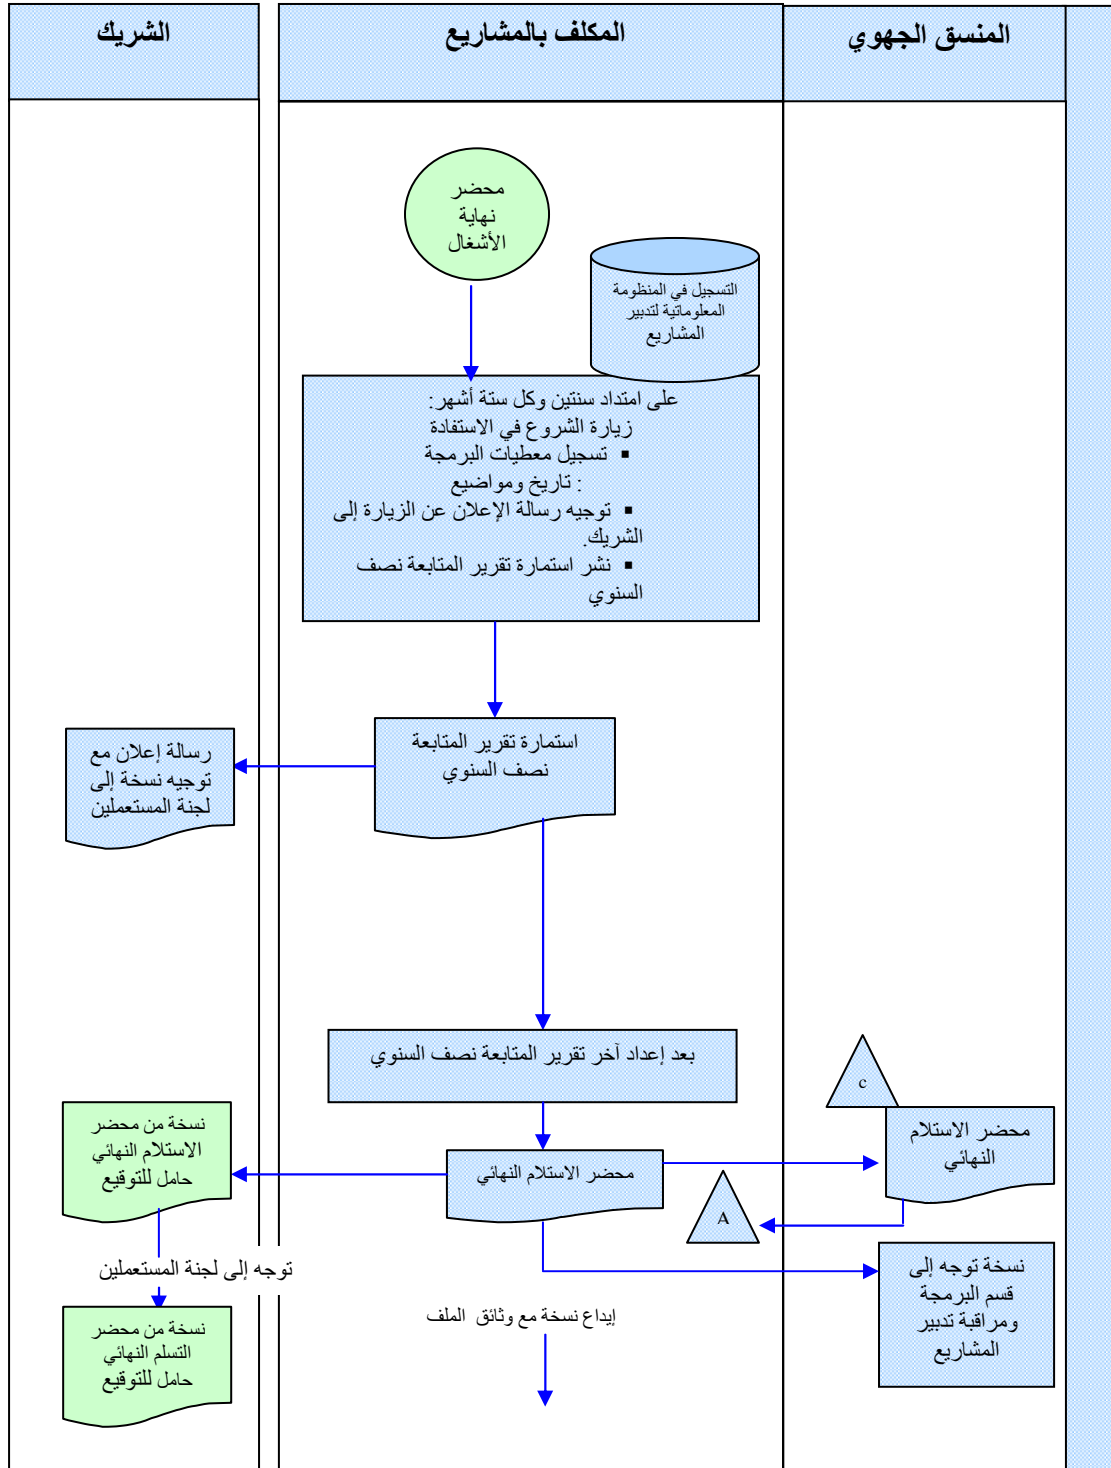 المنسق الجهوي
المكلف بالمشاريع
الشريك
محضر
نهاية
الأشغال
التسجيل في المنظومة
المعلوماتية لتدبير
المشاريع
على امتداد سنتين وكل ستة أشهر:
زيارة الشروع في الاستفادة
▪ تسجيل معطيات البرمجة
: تاريخ ومواضيع
▪ توجيه رسالة الإعلان عن الزيارة إلى
الشريك.
▪ نشر استمارة تقرير المتابعة نصف
السنوي
استمارة تقرير المتابعة
نصف السنوي
رسالة إعلان مع
توجيه نسخة إلى
لجنة المستعملين
بعد إعداد آخر تقرير المتابعة نصف السنوي
c
محضر الاستلام
النهائي
محضر الاستلام النهائي
نسخة من محضر
الاستلام النهائي
حامل للتوقيع
A
توجه إلى لجنة المستعملين
نسخة توجه إلى
قسم البرمجة
ومراقبة تدبير
المشاريع
إيداع نسخة مع وثائق الملف
نسخة من محضر
التسلم النهائي
حامل للتوقيع